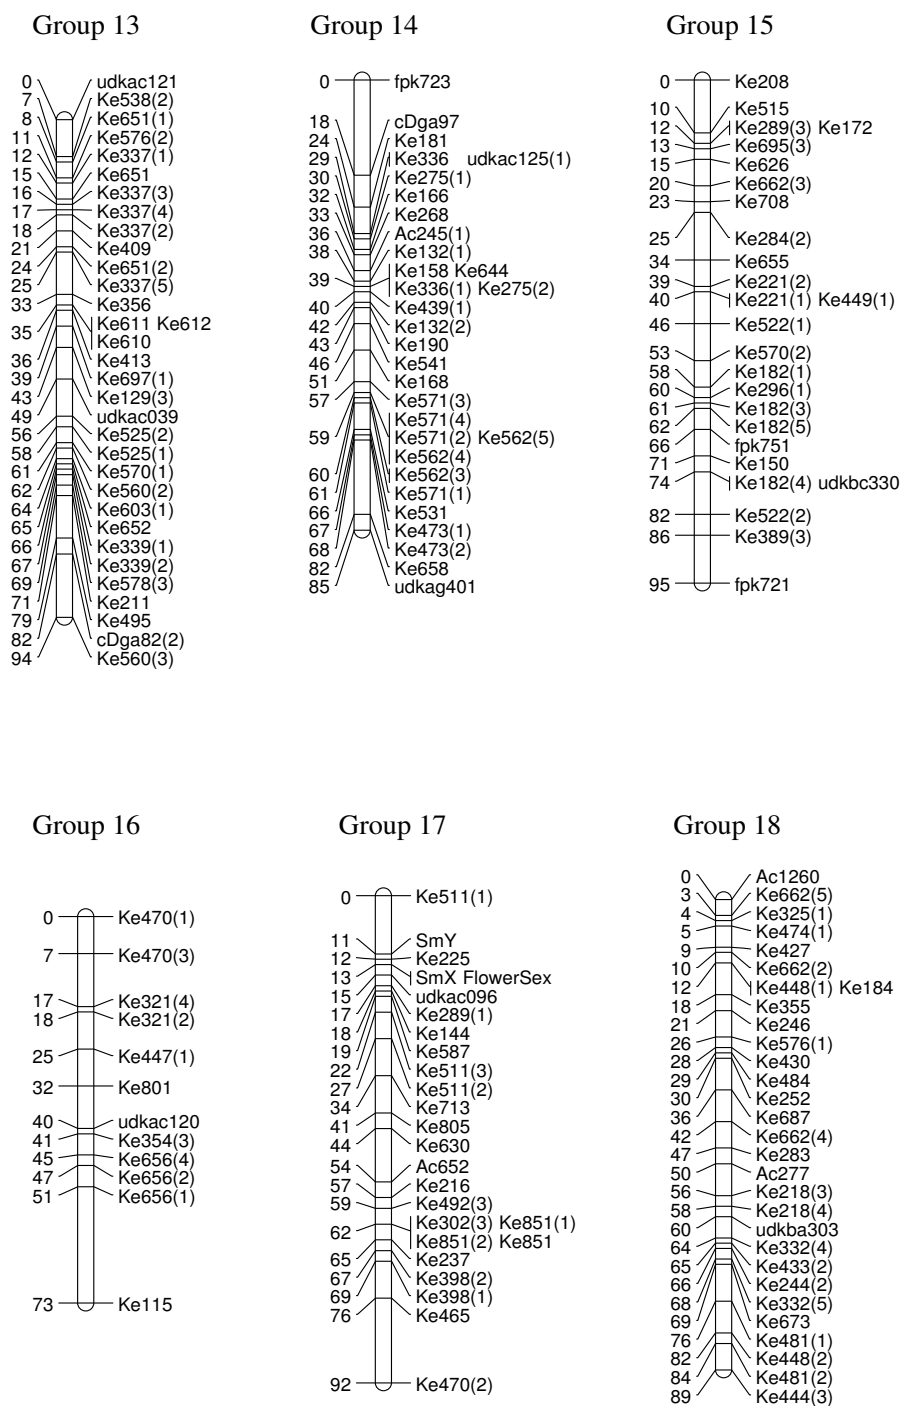 Group 13
0 udkac121
7 Ke538(2)
8 Ke651(1)
11 Ke576(2)
12 Ke337(1)
15 Ke651
16 Ke337(3)
17 Ke337(4)
18 Ke337(2)
21 Ke409
24 Ke651(2)
25 Ke337(5)
33 Ke356
35 Ke611 Ke612
Ke610
36 Ke413
39 Ke697(1)
43 Ke129(3)
49 udkac039
56 Ke525(2)
58 Ke525(1)
61 Ke570(1)
62 Ke560(2)
64 Ke603(1)
65 Ke652
66 Ke339(1)
67 Ke339(2)
69 Ke578(3)
71 Ke211
79 Ke495
82 cDga82(2)
94 Ke560(3)
Group 14
0 fpk723
18 cDga97
24 Ke181
29 Ke336 udkac125(1)
30 Ke275(1)
32 Ke166
33 Ke268
36 Ac245(1)
38 Ke132(1)
Ke158 Ke644
39 Ke336(1) Ke275(2)
40 Ke439(1)
42 Ke132(2)
43 Ke190
46 Ke541
51 Ke168
57 Ke571(3)
Ke571(4)
59 Ke571(2) Ke562(5)
Ke562(4)
60 Ke562(3)
61 Ke571(1)
66 Ke531
67 Ke473(1)
68 Ke473(2)
82 Ke658
85 udkag401
Group 15
0 Ke208
10 Ke515
12 Ke289(3) Ke172
13 Ke695(3)
15 Ke626
20 Ke662(3)
23 Ke708
25 Ke284(2)
34 Ke655
39 Ke221(2)
40 Ke221(1) Ke449(1)
46 Ke522(1)
53 Ke570(2)
58 Ke182(1)
60 Ke296(1)
61 Ke182(3)
62 Ke182(5)
66 fpk751
71 Ke150
74 Ke182(4) udkbc330
82 Ke522(2)
86 Ke389(3)
95 fpk721
Group 16
0 Ke470(1)
7 Ke470(3)
17 Ke321(4)
18 Ke321(2)
25 Ke447(1)
32 Ke801
40 udkac120
41 Ke354(3)
45 Ke656(4)
47 Ke656(2)
51 Ke656(1)
73 Ke115
Group 17
0 Ke511(1)
11 SmY
12 Ke225
13 SmX FlowerSex
15 udkac096
17 Ke289(1)
18 Ke144
19 Ke587
22 Ke511(3)
27 Ke511(2)
34 Ke713
41 Ke805
44 Ke630
54 Ac652
57 Ke216
59 Ke492(3)
62 Ke302(3) Ke851(1)
Ke851(2) Ke851
65 Ke237
67 Ke398(2)
69 Ke398(1)
76 Ke465
92 Ke470(2)
Group 18
0 Ac1260
3 Ke662(5)
4 Ke325(1)
5 Ke474(1)
9 Ke427
10 Ke662(2)
12 Ke448(1) Ke184
18 Ke355
21 Ke246
26 Ke576(1)
28 Ke430
29 Ke484
30 Ke252
36 Ke687
42 Ke662(4)
47 Ke283
50 Ac277
56 Ke218(3)
58 Ke218(4)
60 udkba303
64 Ke332(4)
65 Ke433(2)
66 Ke244(2)
68 Ke332(5)
69 Ke673
76 Ke481(1)
82 Ke448(2)
84 Ke481(2)
89 Ke444(3)